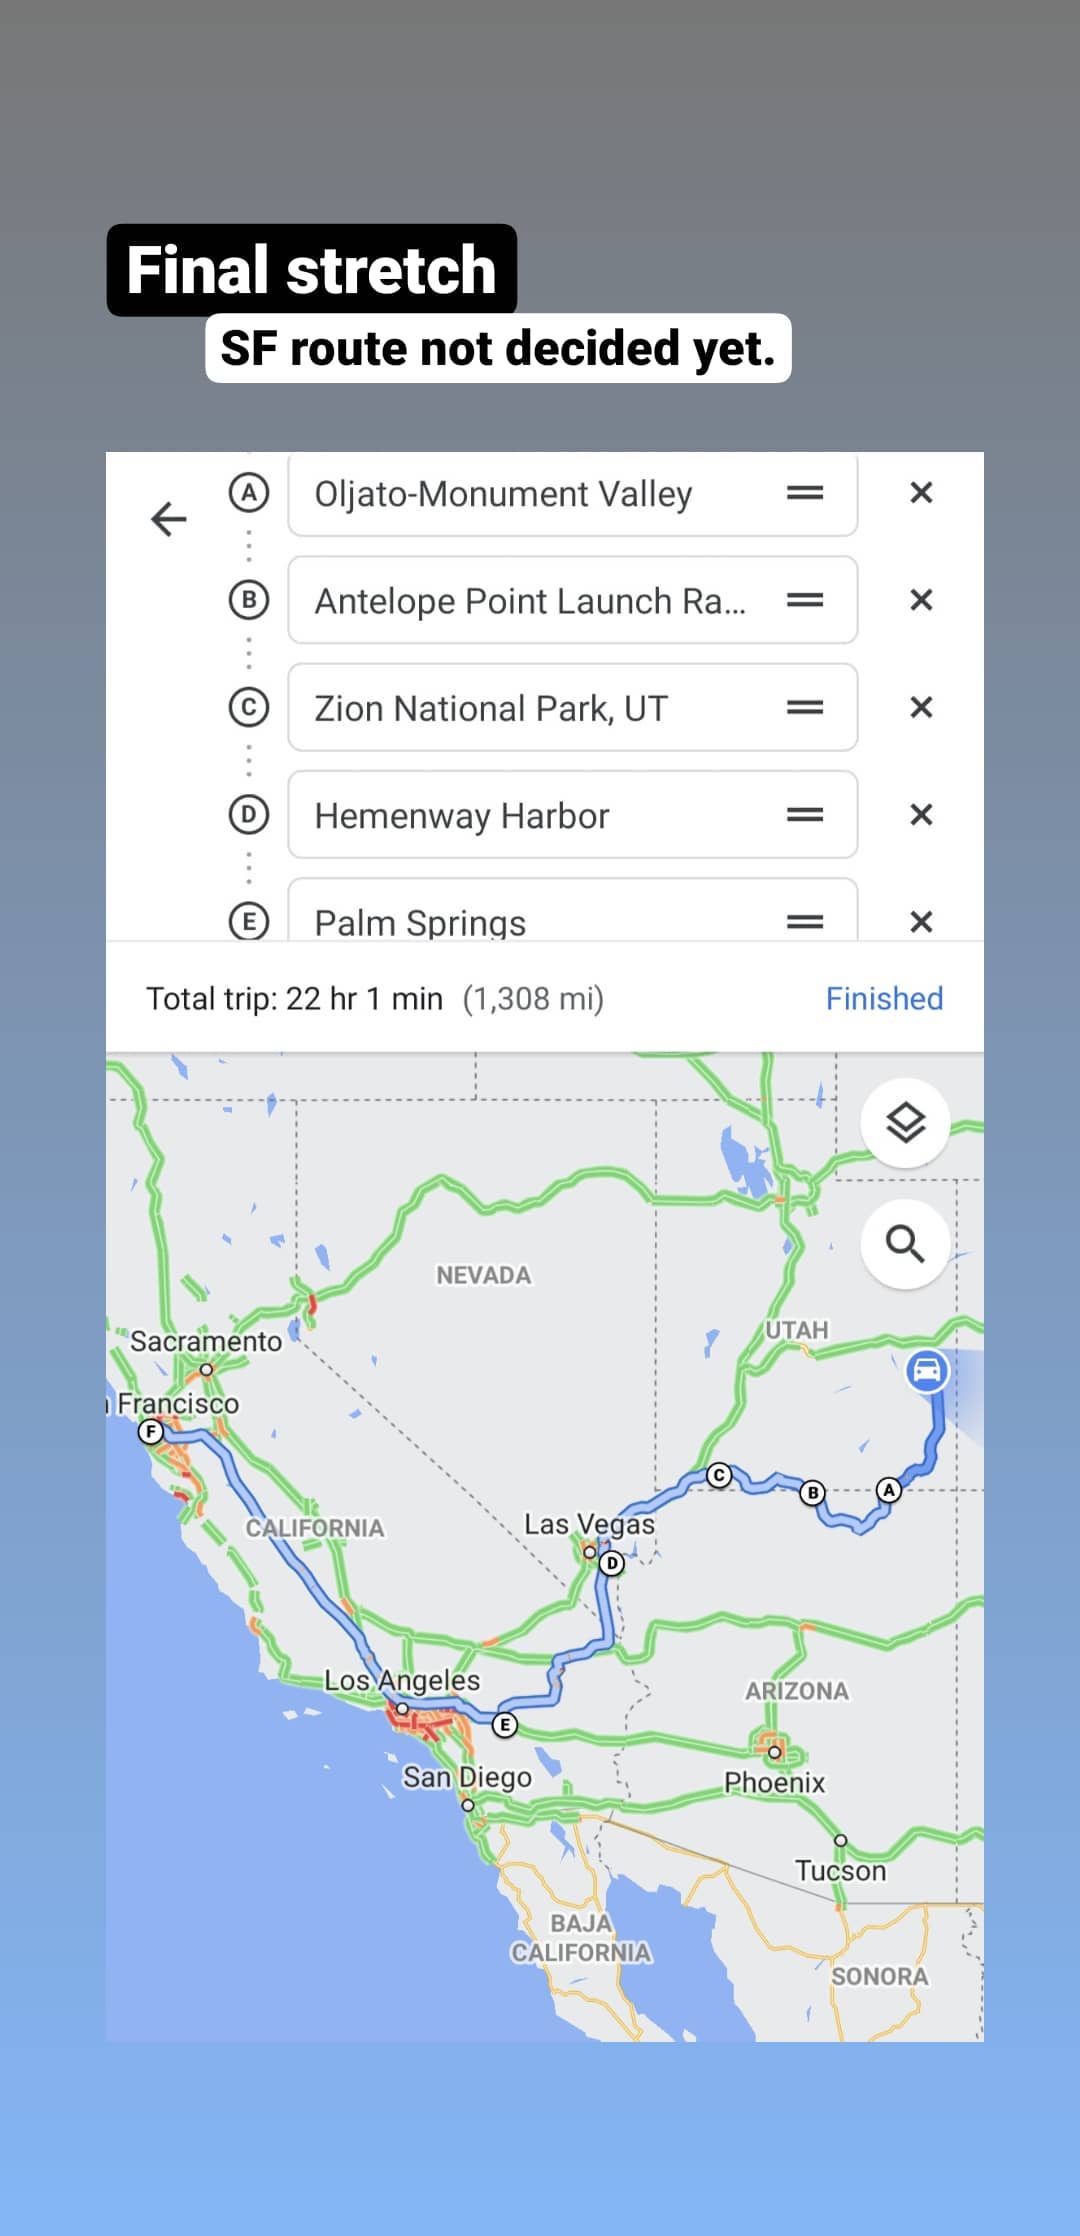 Final stretch
SF route not decided yet.
A
Oljato-Monument Valley
B
Antelope Point Launch Ra...
C
Zion National Park, UT
D
Hemenway Harbor
E
Palm Springs
Total trip: 22 hr 1 min (1,308 mi)
Finished
NEVADA
UTAH
Sacramento
Francisco
F
C
B
A
CALIFORNIA
Las Vegas
D
Los Angeles
ARIZONA
E
San Diego
Phoenix
Tucson
BAJA
CALIFORNIA
SONORA